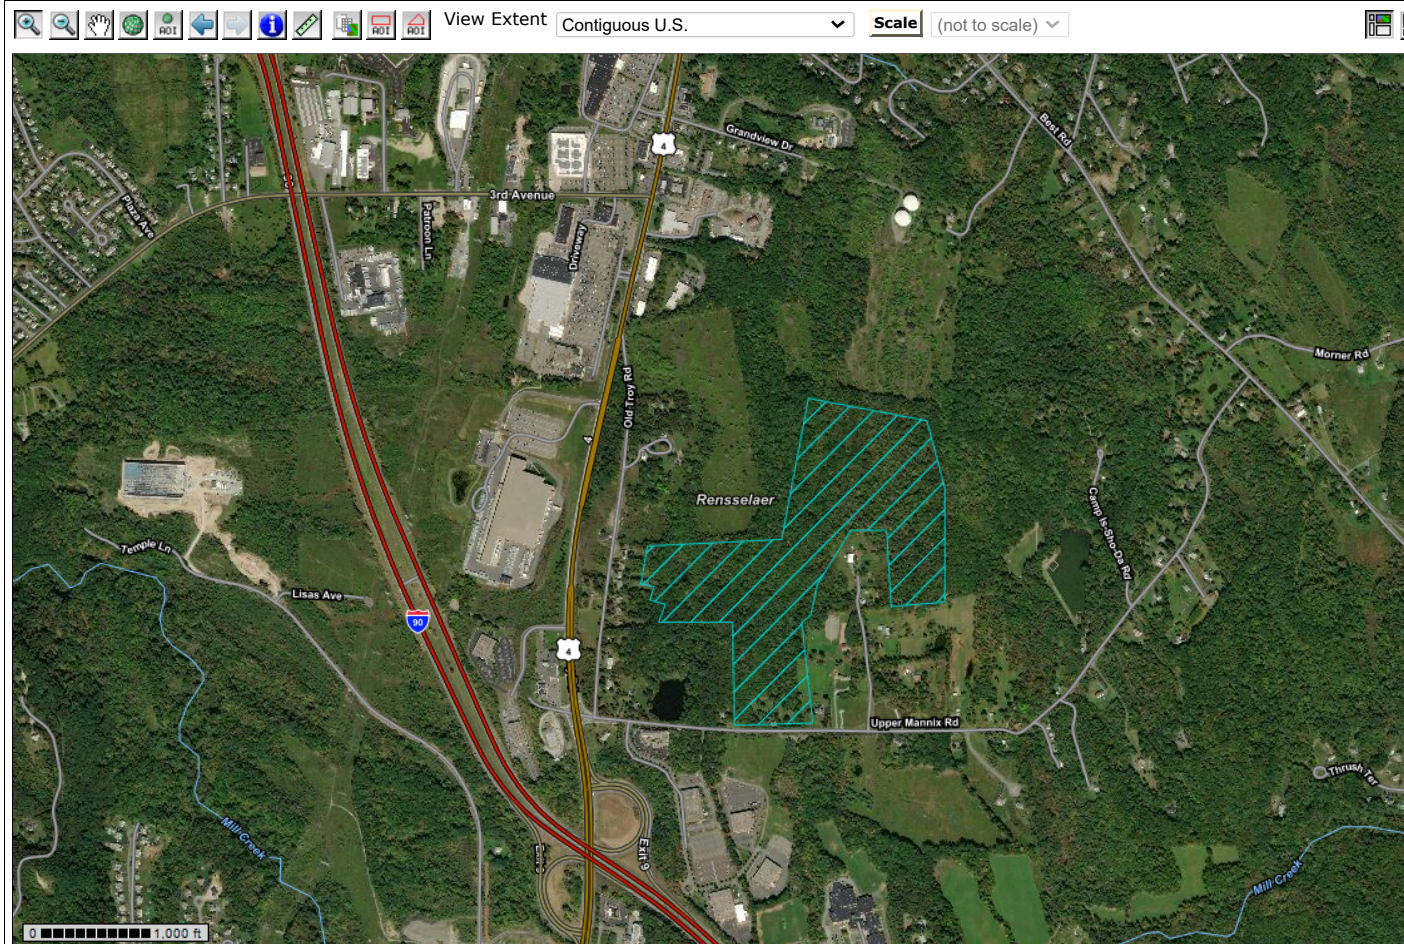 AOI
i
AOI
AOI
View Extent
Contiguous U.S.
Scale
(not to scale)
Grandview Dr
Best Rd
4
3rd Avenue
Plaza Ave
Patroon Ln
Driveway
Morner Rd
Old Troy Rd
4
Rensselaer
Camp Is-Sho-Da Rd
Temple Ln
Lisas Ave
90
4
Upper Mannix Rd
Thrush Ter
Mill Creek
Exit 9
Mill Creek
0 1,000 ft